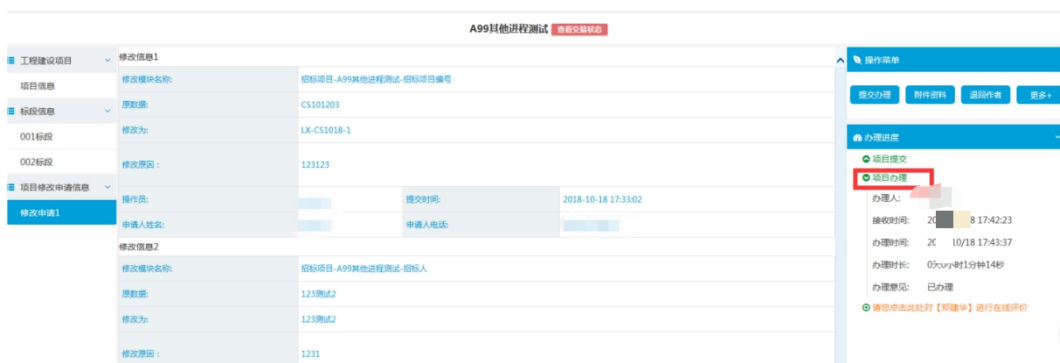 A99其他进程测试 查看交易状态
工程建设项目
项目信息
标段信息
001标段
002标段
项目修改申请信息
修改申请1
修改信息1
修改模块名称: 招标项目-A99其他进程测试-招标项目编号
原数据: CS101203
修改为: LX-CS1018-1
修改原因： 123123
操作员: 提交时间: 2018-10-18 17:33:02
申请人姓名: 申请人电话:
修改信息2
修改模块名称: 招标项目-A99其他进程测试-招标人
原数据: 123测试2
修改为: 123测试2
修改原因： 1231
操作菜单
提交办理 附件资料 退回作者 更多+
办理进度
项目提交
项目办理
办理人:
接收时间: 20 8 17:42:23
办理时间: 20 10/18 17:43:37
办理时长: 小时1分钟14秒
办理意见: 已办理
请您点击此处对【郑建华】进行在线评价